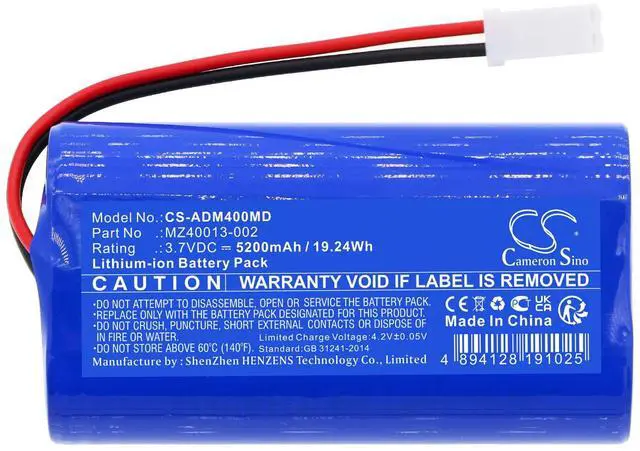 Model No.: CS-ADM400MD
Part No :MZ40013-002
Rating :3.7VDC ⎓ 5200mAh / 19.24Wh
Lithium-ion Battery Pack
CS
Cameron Sino
CAUTION WARRANTY VOID IF LABEL IS REMOVED
•DO NOT ATTEMPT TO DISASSEMBLE, OPEN OR SERVICE THE BATTERY PACK.
•REPLACE ONLY WITH THE BATTERY PACK DESIGNATED FOR YOUR PRODUCT.
•DO NOT CRUSH, PUNCTURE, SHORT EXTERNAL CONTACTS OR DISPOSE OF
IN FIRE OR WATER.
Limited Charge Voltage:4.2V±0.05V
•DO NOT STORE ABOVE 60°C (140°F).
Standard:GB 31241-2014
Manufacture by : ShenZhen HENZENS Technology Co., Limited
CE UK CA
Made In China
4 894128 191025